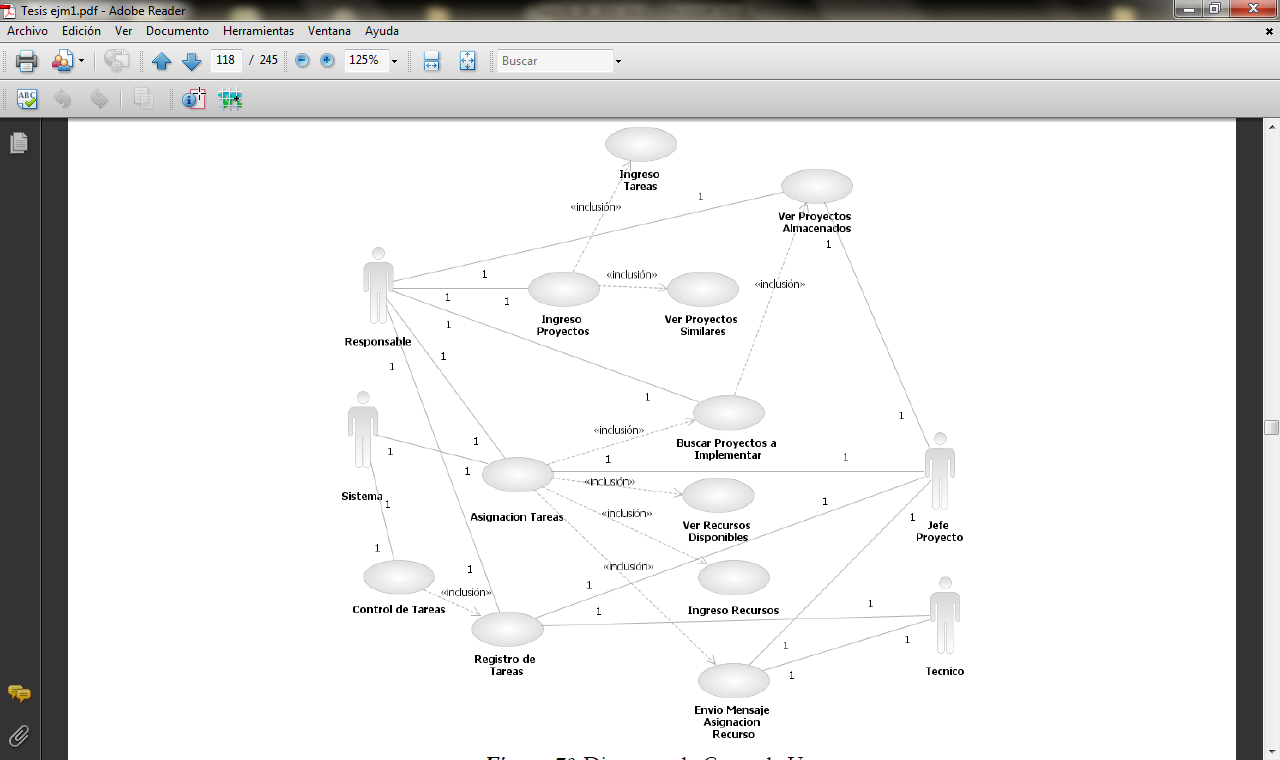 Tesis ejm1.pdf - Adobe Reader
Archivo Edición Ver Documento Herramientas Ventana Ayuda
118 / 245 125% Buscar
ABC
Ingreso
Tareas
«inclusión»
1
Ver Proyectos
Almacenados
1
1
«inclusión»
«inclusión»
1
1
Ingreso
Proyectos
Ver Proyectos
Similares
1
Responsable
1
1
1
1
«inclusión»
1
Buscar Proyectos a
Implementar
1
1
1
1
«inclusión»
Sistema
1
Asignacion Tareas
«inclusión»
1
1
Ver Recursos
Disponibles
Jefe
Proyecto
1
«inclusión»
1
1
«inclusión»
Control de Tareas
1
1
1
Ingreso Recursos
Registro de
Tareas
1
1
1
Tecnico
Envio Mensaje
Asignacion
Recurso